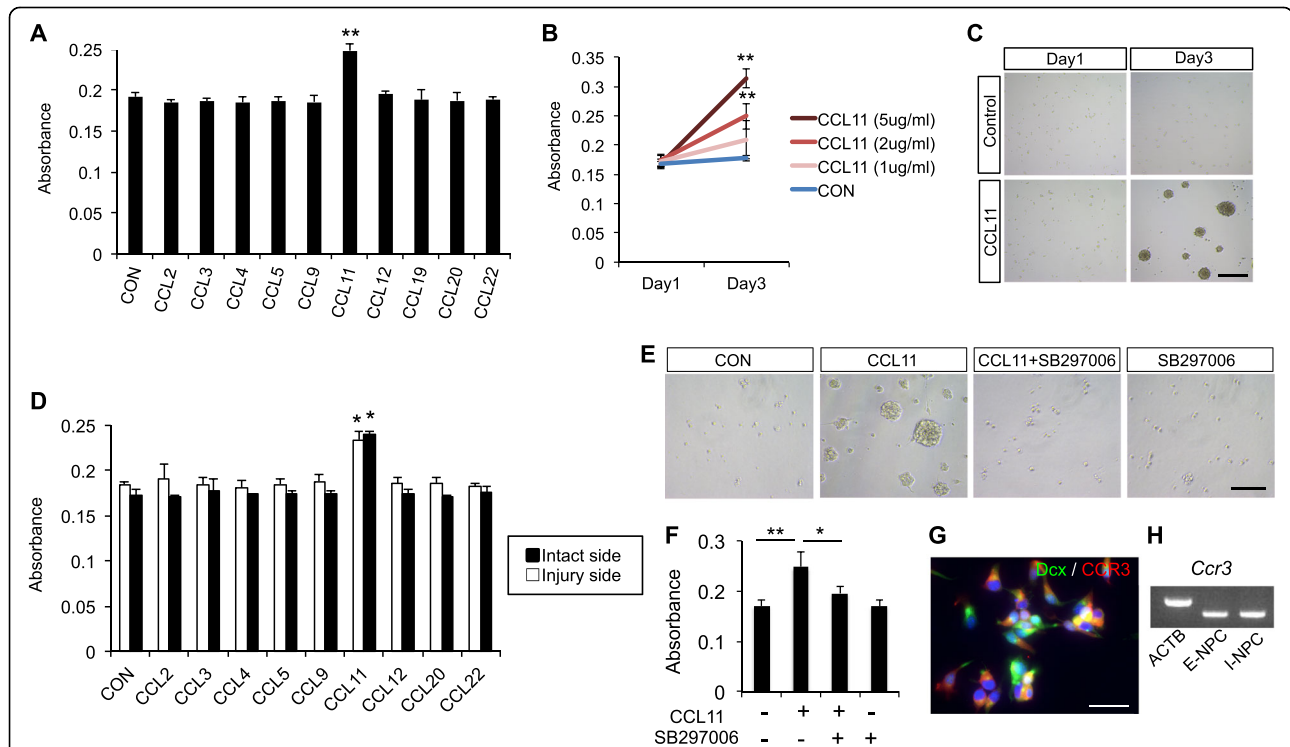 A
Absorbance
0.25
0.2
0.15
0.1
0.05
0
**
CON
CCL2
CCL3
CCL4
CCL5
CCL9
CCL11
CCL12
CCL19
CCL20
CCL22
B
Absorbance
0.35
0.3
0.25
0.2
0.15
0.1
0.05
0
**
**
Day1
Day3
CCL11 (5ug/ml)
CCL11 (2ug/ml)
CCL11 (1ug/ml)
CON
C
Day1
Day3
Control
CCL11
D
Absorbance
0.25
0.2
0.15
0.1
0.05
0
* *
CON
CCL2
CCL3
CCL4
CCL5
CCL9
CCL11
CCL12
CCL20
CCL22
Intact side
Injury side
E
CON
CCL11
CCL11+SB297006
SB297006
F
Absorbance
0.3
0.2
0.1
0
**
*
CCL11 - + + -
SB297006 - - + +
G
Dcx / CCR3
H
Ccr3
ACTB
E-NPC
I-NPC